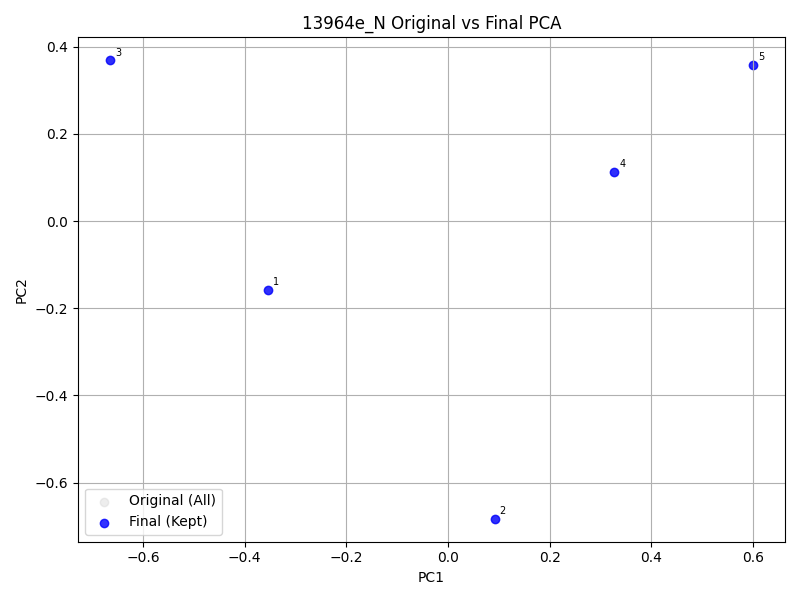 13964e_N Original vs Final PCA
0.4
0.2
0.0
−0.2
−0.4
−0.6
PC2
3
5
4
1
2
Original (All)
Final (Kept)
−0.6 −0.4 −0.2 0.0 0.2 0.4 0.6
PC1